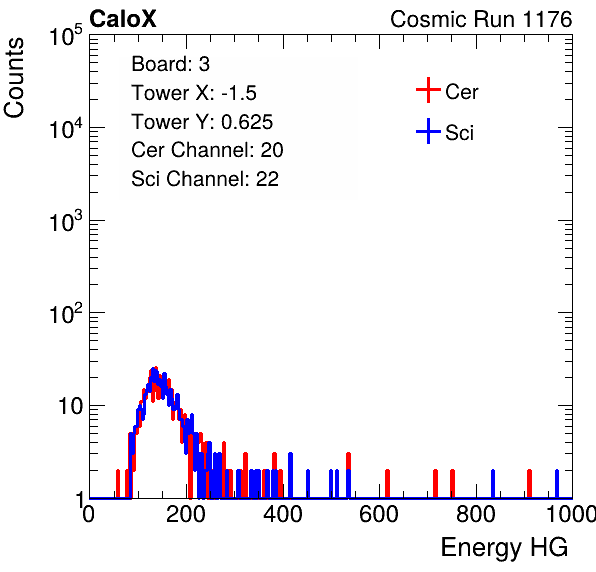 CaloX Cosmic Run 1176
Counts
10^5
10^4
10^3
10^2
10
1
Board: 3
Tower X: -1.5
Tower Y: 0.625
Cer Channel: 20
Sci Channel: 22
Cer
Sci
0 200 400 600 800 1000
Energy HG